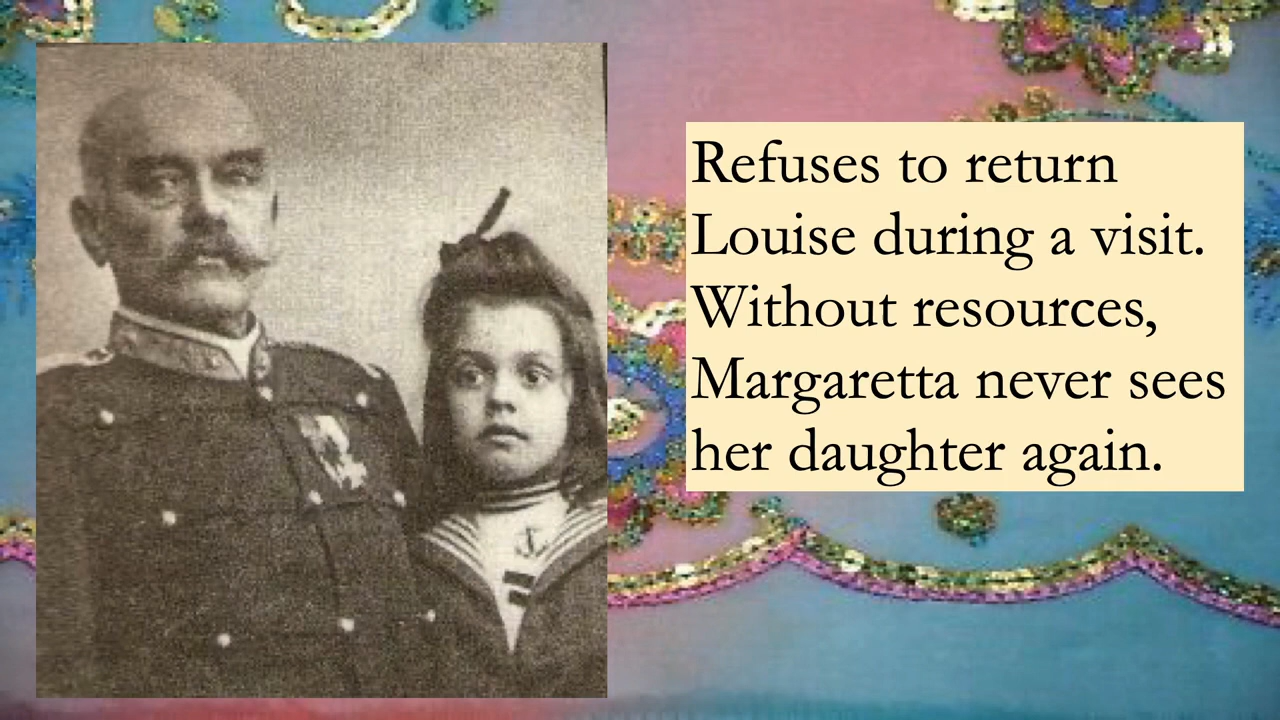 Refuses to return
Louise during a visit.
Without resources,
Margaretta never sees
her daughter again.